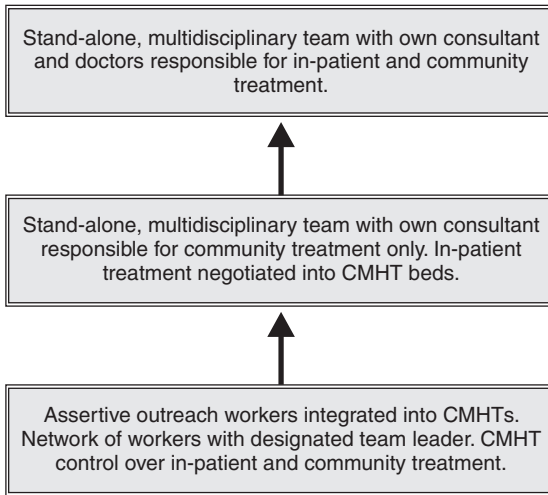 Stand-alone, multidisciplinary team with own consultant
and doctors responsible for in-patient and community
treatment.
Stand-alone, multidisciplinary team with own consultant
responsible for community treatment only. In-patient
treatment negotiated into CMHT beds.
Assertive outreach workers integrated into CMHTs.
Network of workers with designated team leader. CMHT
control over in-patient and community treatment.